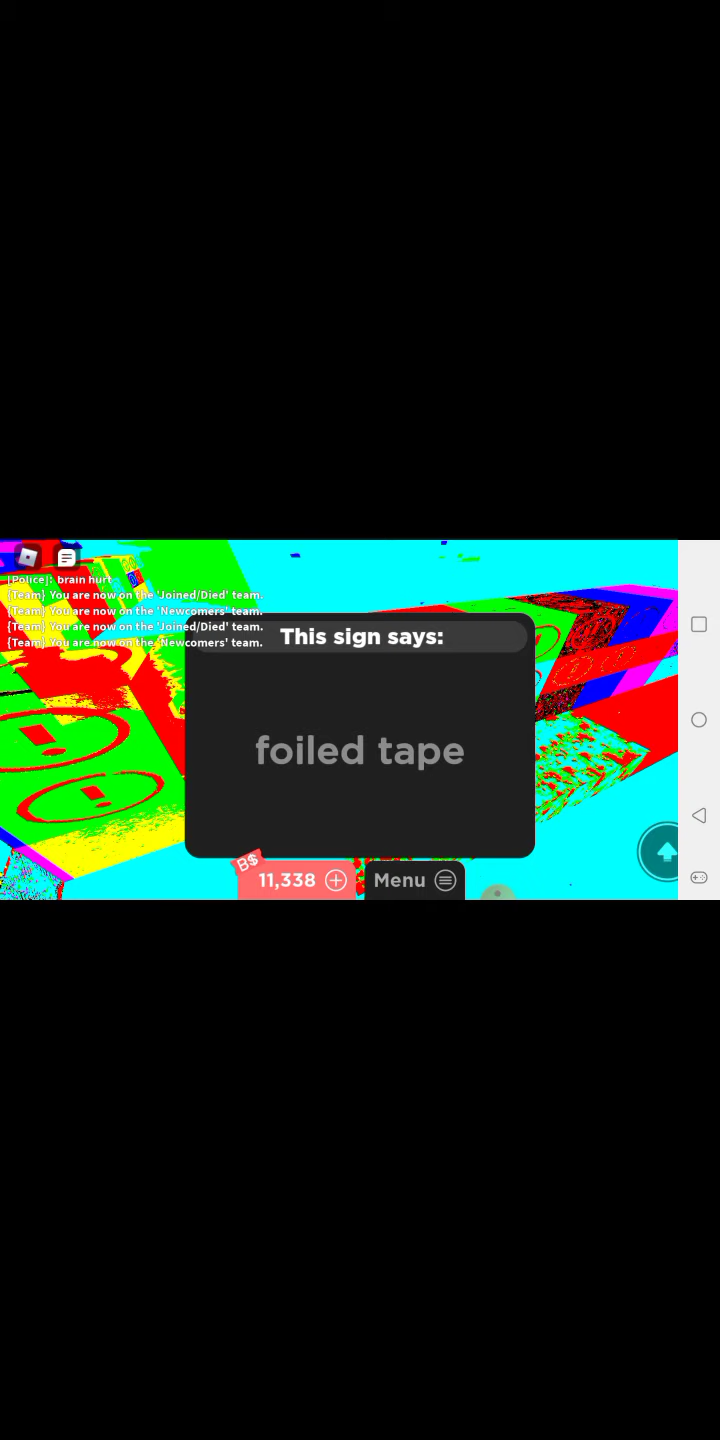 [Police]: brain hurt
{Team} You are now on the 'Joined/Died' team.
{Team} You are now on the 'Newcomers' team.
{Team} You are now on the 'Joined/Died' team.
{Team} You are now on the 'Newcomers' team.
This sign says:
foiled tape
B$
11,338
Menu